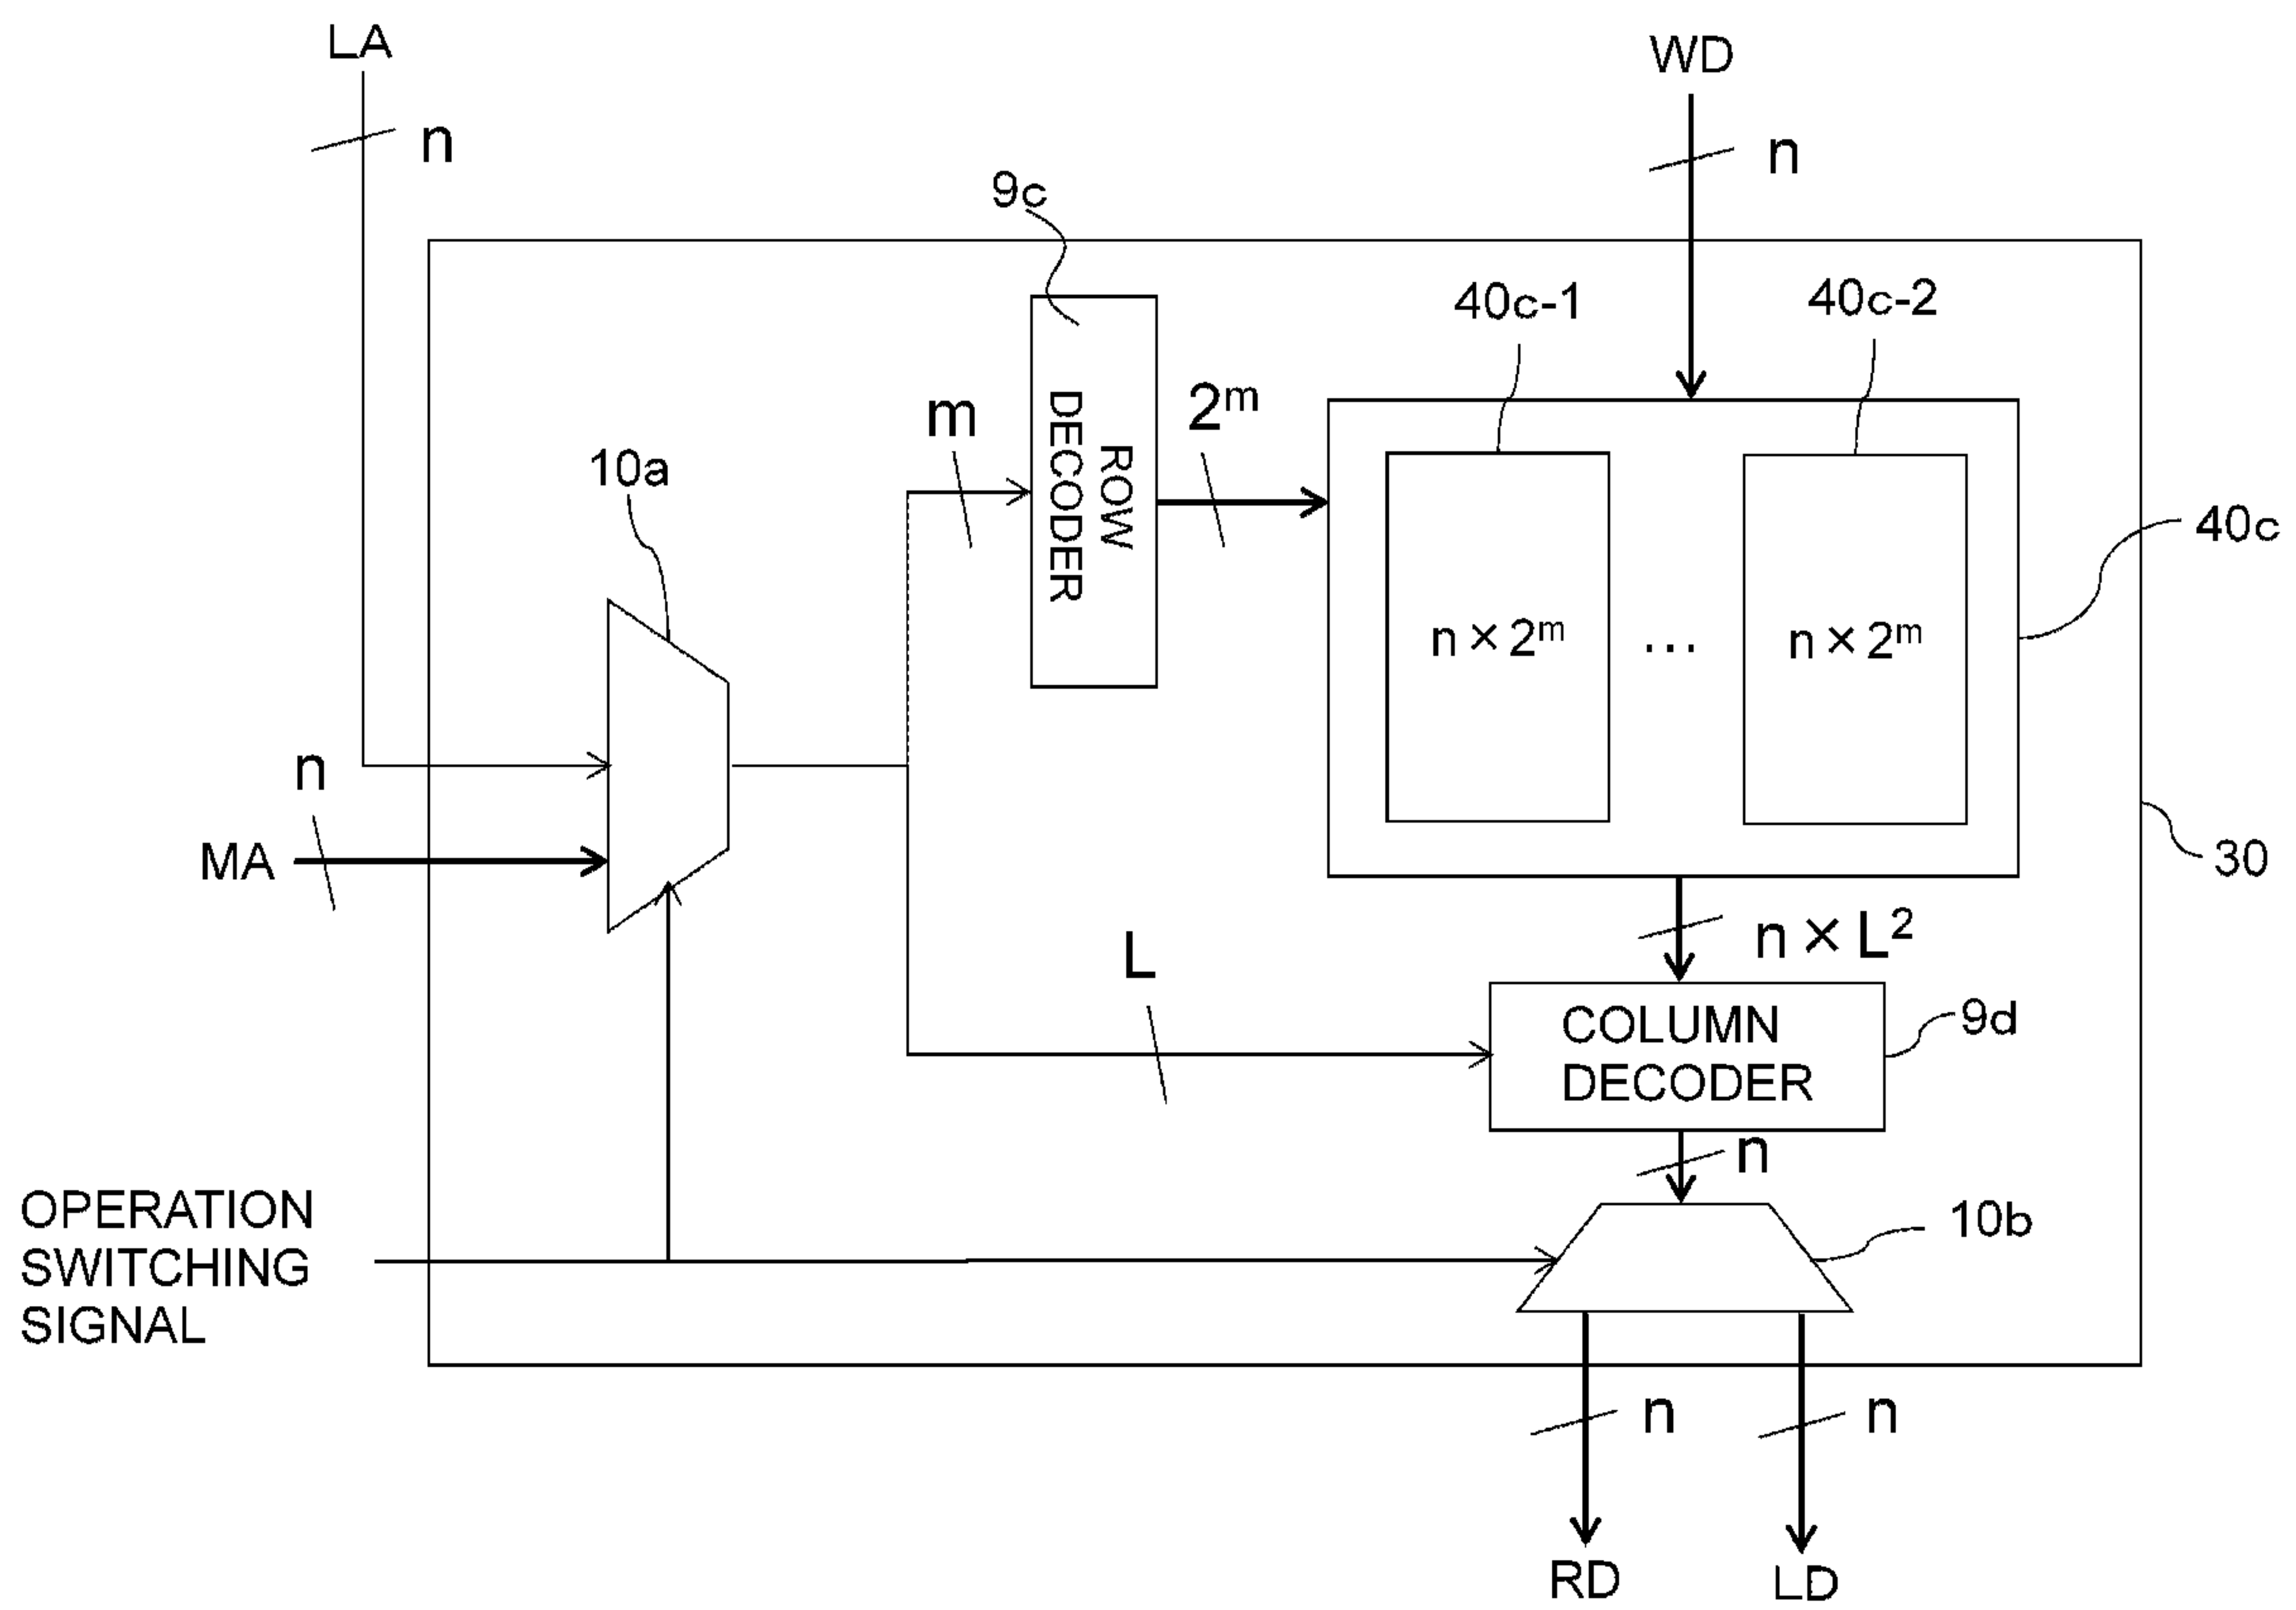 LA
WD
n
n
9c
40c-1
40c-2
m
2ᵐ
10a
ROW
DECODER
40c
n × 2ᵐ
...
n × 2ᵐ
n
MA
30
n × L²
L
COLUMN
DECODER
9d
n
OPERATION
SWITCHING
SIGNAL
10b
n
n
RD
LD